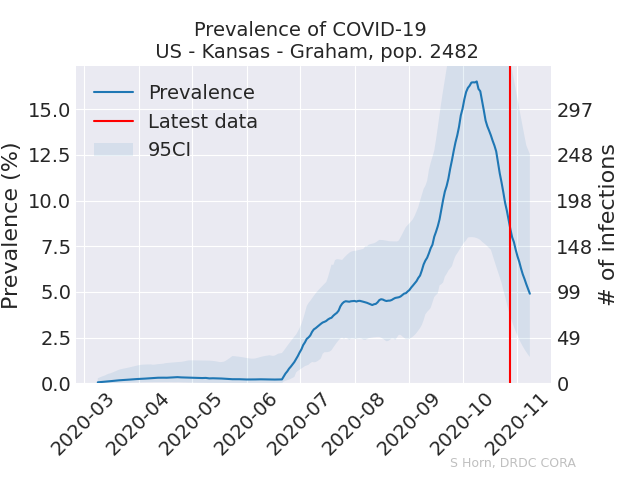 Prevalence of COVID-19
US - Kansas - Graham, pop. 2482
Prevalence
Latest data
95CI
Prevalence (%)
15.0
12.5
10.0
7.5
5.0
2.5
0.0
297
248
198
148
99
49
0
# of infections
2020-03
2020-04
2020-05
2020-06
2020-07
2020-08
2020-09
2020-10
2020-11
S Horn, DRDC CORA